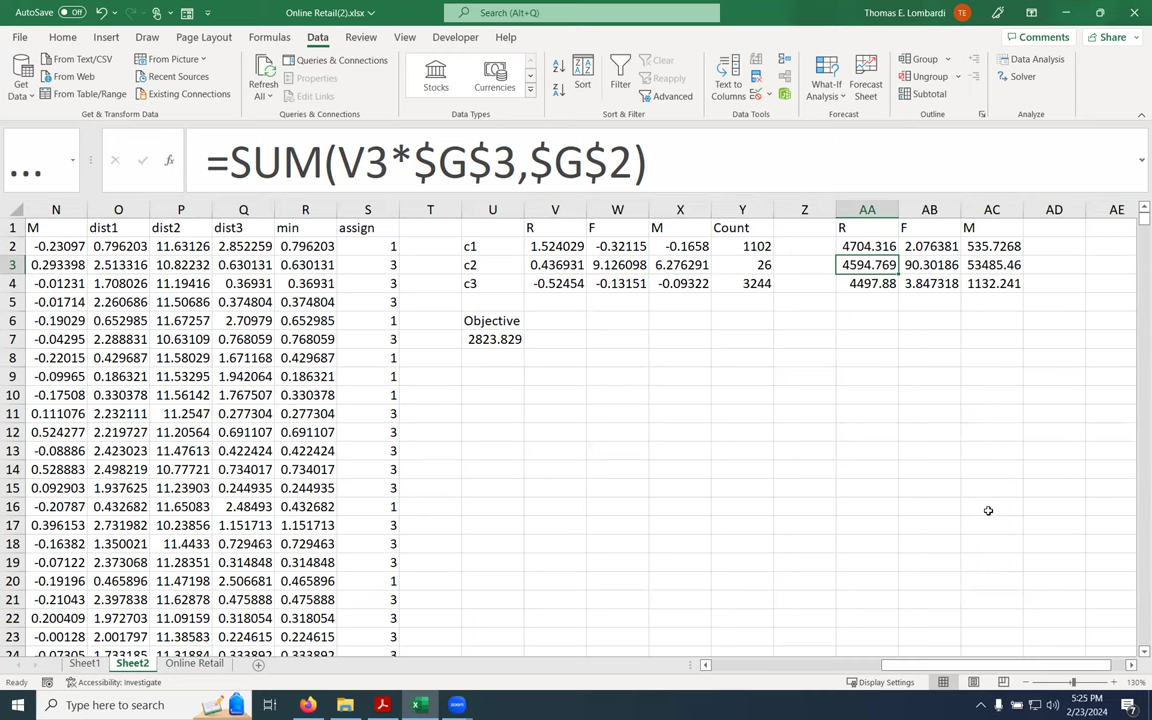 AutoSave Off Online Retail(2).xlsx Search (Alt+Q) Thomas E. Lombardi TE
File Home Insert Draw Page Layout Formulas Data Review View Developer Help Comments Share
Get Data From Text/CSV From Web From Table/Range From Picture Recent Sources Existing Connections
Refresh All Queries & Connections Properties Edit Links
Stocks Currencies
Sort Filter Clear Reapply Advanced
Text to Columns What-If Analysis Forecast Sheet
Group Ungroup Subtotal Data Analysis Solver
Get & Transform Data Queries & Connections Data Types Sort & Filter Data Tools Forecast Outline Analyze
... fx =SUM(V3*$G$3,$G$2)
N O P Q R S T U V W X Y Z AA AB AC AD AE
1 M dist1 dist2 dist3 min assign R F M Count R F M
2 -0.23097 0.796203 11.63126 2.852259 0.796203 1 c1 1.524029 -0.32115 -0.1658 1102 4704.316 2.076381 535.7268
3 0.293398 2.513316 10.82232 0.630131 0.630131 3 c2 0.436931 9.126098 6.276291 26 4594.769 90.30186 53485.46
4 -0.01231 1.708026 11.19416 0.36931 0.36931 3 c3 -0.52454 -0.13151 -0.09322 3244 4497.88 3.847318 1132.241
5 -0.01714 2.260686 11.50686 0.374804 0.374804 3
6 -0.19029 0.652985 11.67257 2.70979 0.652985 1 Objective
7 -0.04295 2.288831 10.63109 0.768059 0.768059 3 2823.829
8 -0.22015 0.429687 11.58029 1.671168 0.429687 1
9 -0.09965 0.186321 11.53295 1.942064 0.186321 1
10 -0.17508 0.330378 11.56142 1.767507 0.330378 1
11 0.111076 2.232111 11.2547 0.277304 0.277304 3
12 0.524277 2.219727 11.20564 0.691107 0.691107 3
13 -0.08886 2.423023 11.47613 0.422424 0.422424 3
14 0.528883 2.498219 10.77721 0.734017 0.734017 3
15 0.092903 1.937625 11.23903 0.244935 0.244935 3
16 -0.20787 0.432682 11.65083 2.48493 0.432682 1
17 0.396153 2.731982 10.23856 1.151713 1.151713 3
18 -0.16382 1.350021 11.4433 0.729463 0.729463 3
19 -0.07122 2.373068 11.28351 0.314848 0.314848 3
20 -0.19196 0.465896 11.47198 2.506681 0.465896 1
21 -0.21043 2.397838 11.62878 0.475888 0.475888 3
22 0.200409 1.972703 11.09159 0.318054 0.318054 3
23 -0.00128 2.001797 11.38583 0.224615 0.224615 3
24 -0.07305 1.733185 11.31884 0.333892 0.333892 3
Sheet1 Sheet2 Online Retail
Ready Accessibility: Investigate Display Settings 130%
Type here to search 5:25 PM
2/23/2024 7